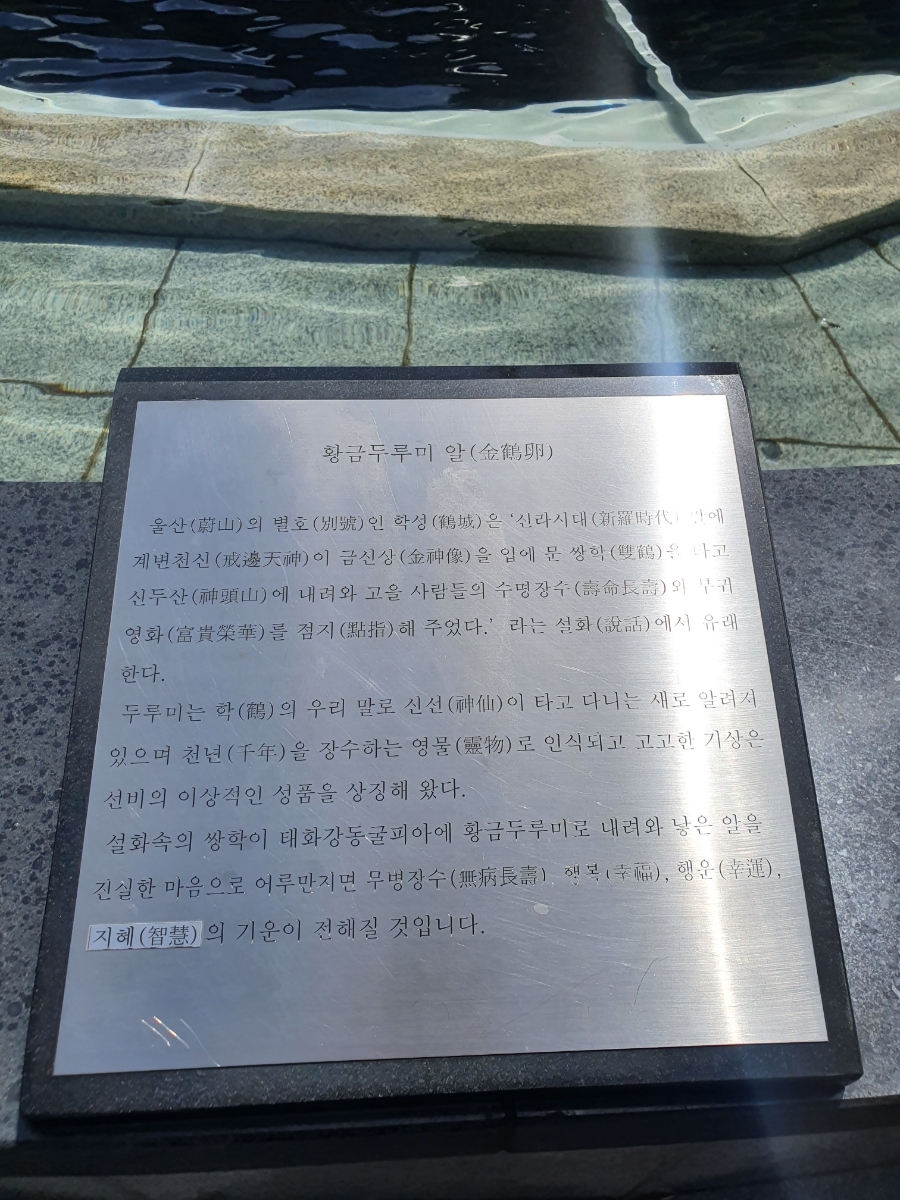 황금두루미 알(金鶴卵)
울산(蔚山)의 별호(別號)인 학성(鶴城)은 ‘신라시대(新羅時代) 말에
계변천신(戒邊天神)이 금신상(金神像)을 입에 문 쌍학(雙鶴)을 타고
신두산(神頭山)에 내려와 고을 사람들의 수명장수(壽命長壽)와 부귀
영화(富貴榮華)를 점지(點指)해 주었다.’ 라는 설화(說話)에서 유래
한다.
두루미는 학(鶴)의 우리 말로 신선(神仙)이 타고 다니는 새로 알려져
있으며 천년(千年)을 장수하는 영물(靈物)로 인식되고 고고한 기상은
선비의 이상적인 성품을 상징해 왔다.
설화속의 쌍학이 태화강동굴피아에 황금두루미로 내려와 낳은 알을
진실한 마음으로 어루만지면 무병장수(無病長壽) 행복(幸福), 행운(幸運),
지혜(智慧)의 기운이 전해질 것입니다.